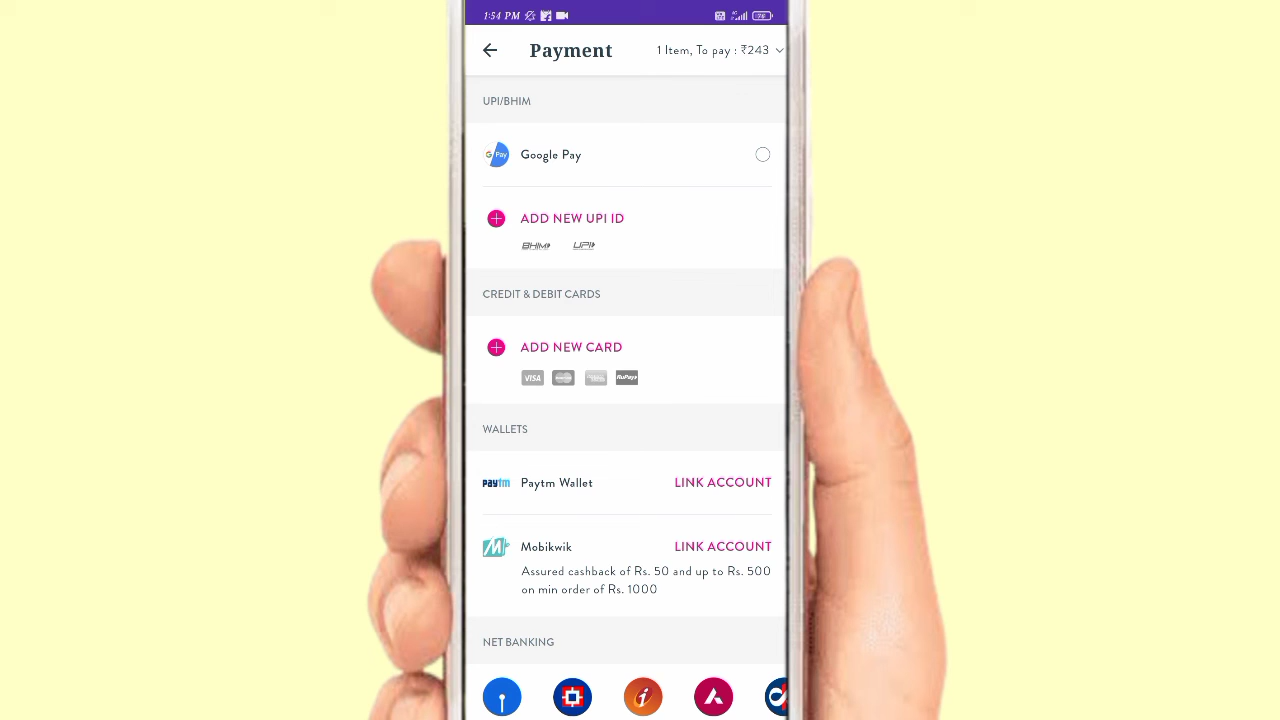 1:54 PM
Payment
1 Item, To pay : ₹243
UPI/BHIM
G Pay
Google Pay
ADD NEW UPI ID
BHIM UPI
CREDIT & DEBIT CARDS
ADD NEW CARD
VISA
RuPay
WALLETS
paytm
Paytm Wallet
LINK ACCOUNT
Mobikwik
LINK ACCOUNT
Assured cashback of Rs. 50 and up to Rs. 500
on min order of Rs. 1000
NET BANKING